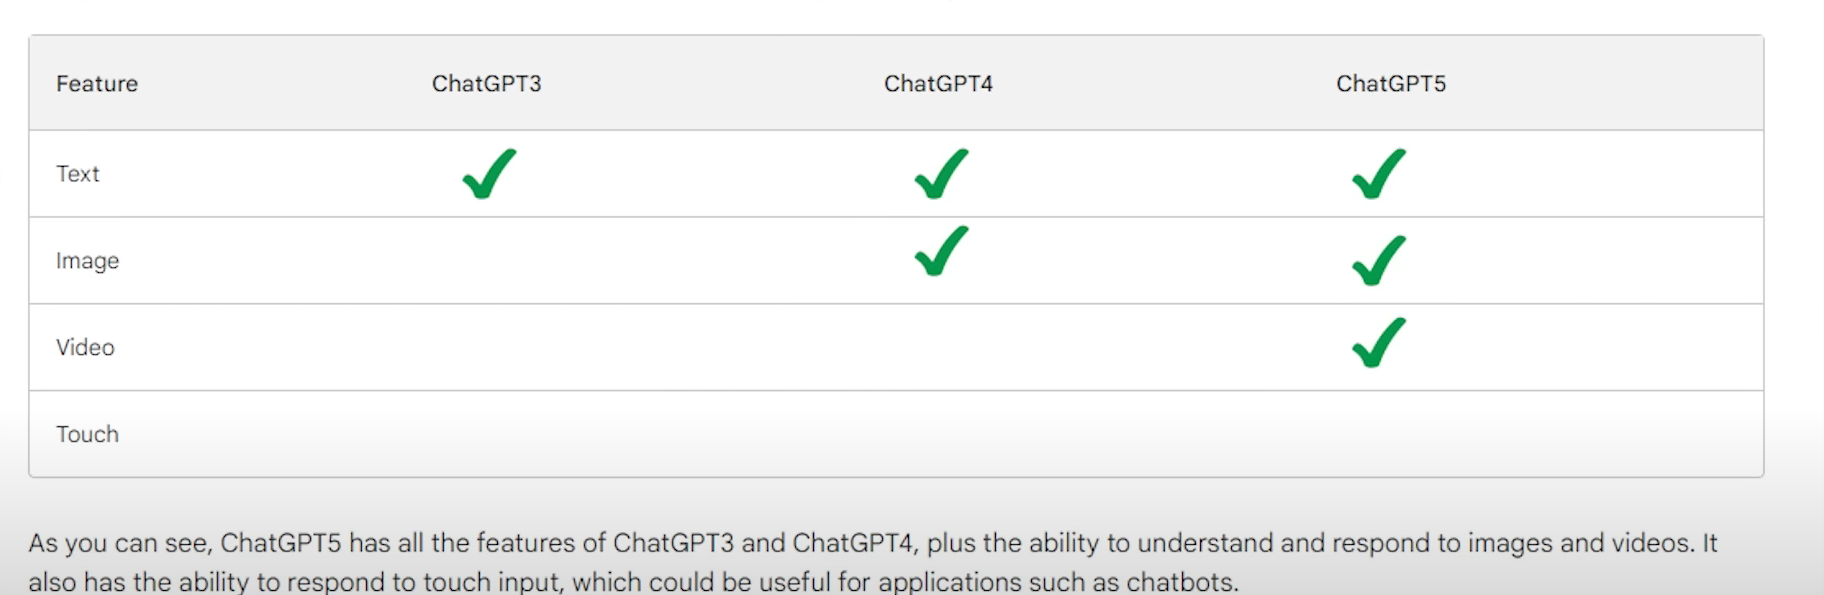 Feature ChatGPT3 ChatGPT4 ChatGPT5
Text ✔ ✔ ✔
Image ✔ ✔
Video ✔
Touch
As you can see, ChatGPT5 has all the features of ChatGPT3 and ChatGPT4, plus the ability to understand and respond to images and videos. It
also has the ability to respond to touch input, which could be useful for applications such as chatbots.